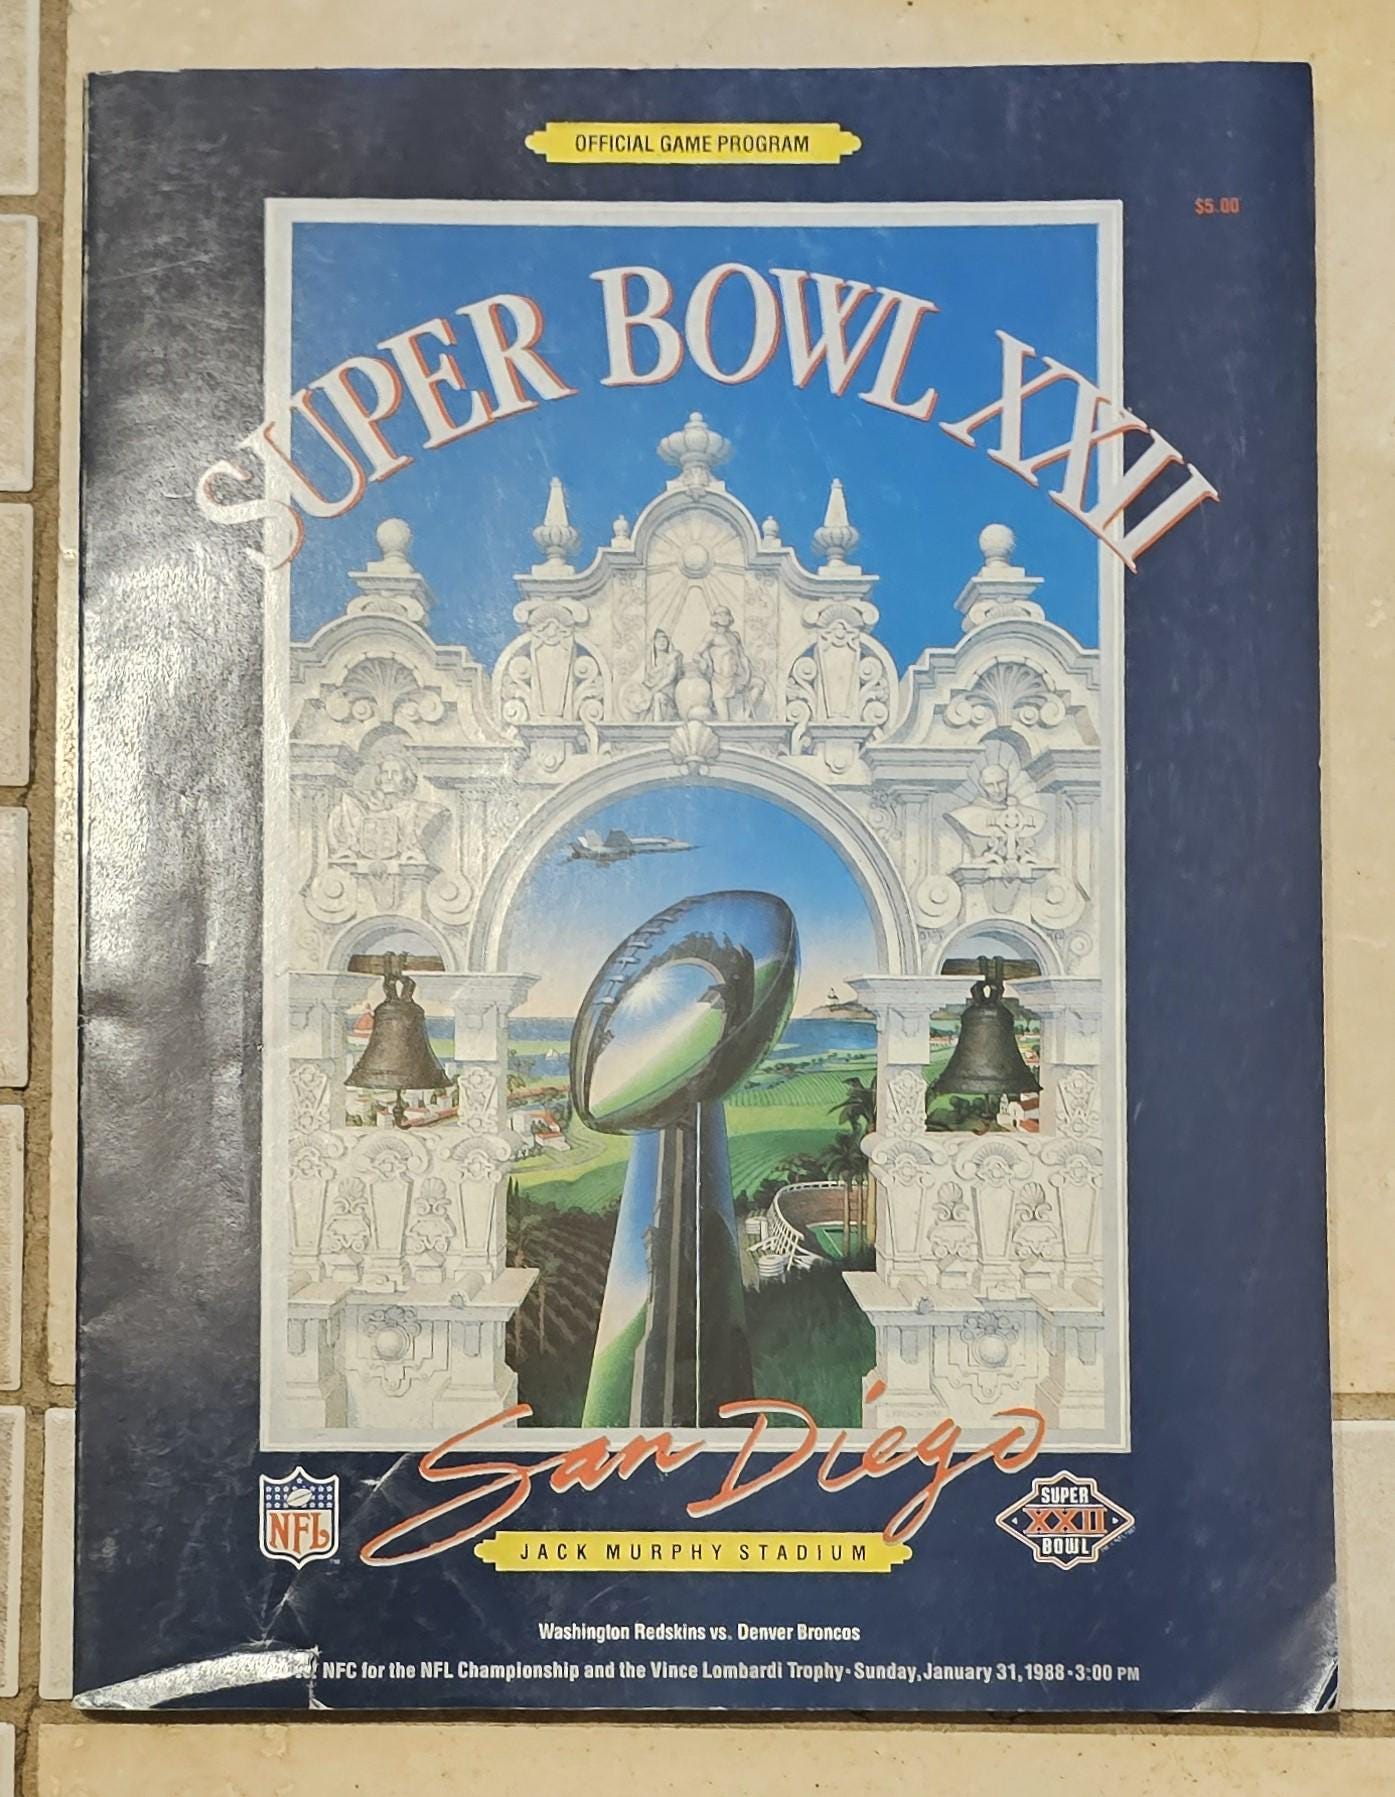 OFFICIAL GAME PROGRAM
$5.00
SUPER BOWL XXII
San Diego
NFL
JACK MURPHY STADIUM
SUPER
XXII
BOWL
Washington Redskins vs. Denver Broncos
NFC for the NFL Championship and the Vince Lombardi Trophy•Sunday, January 31, 1988•3:00 PM